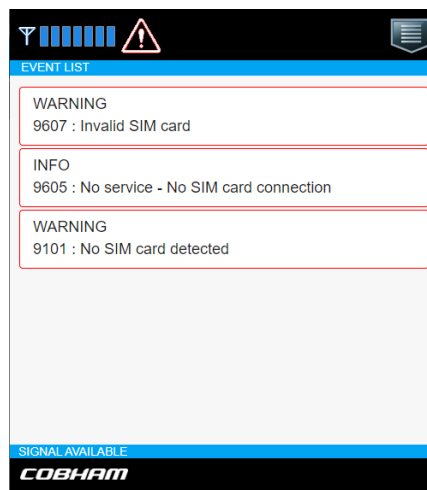 EVENT LIST
WARNING
9607 : Invalid SIM card
INFO
9605 : No service - No SIM card connection
WARNING
9101 : No SIM card detected
SIGNAL AVAILABLE
COBHAM